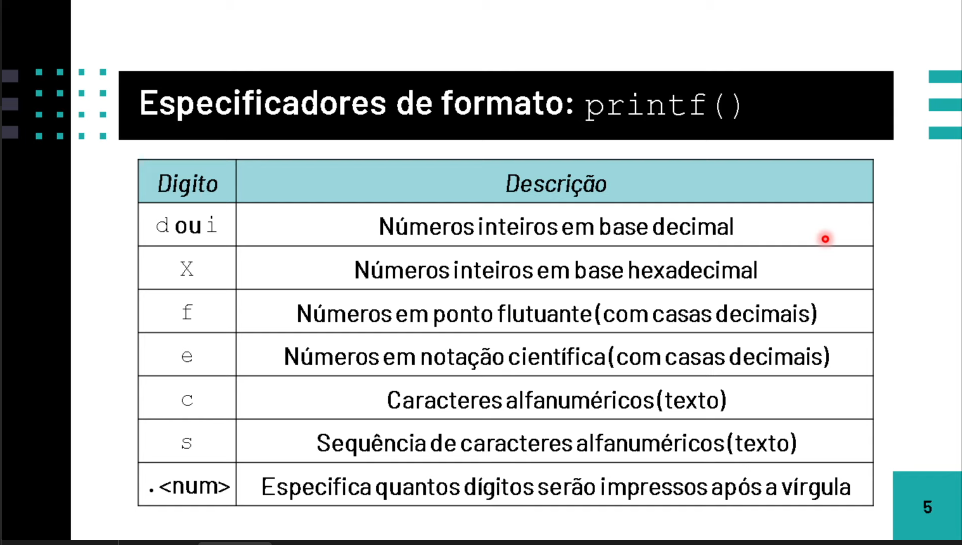 Especificadores de formato: printf()
Digito Descrição
d ou i Números inteiros em base decimal
X Números inteiros em base hexadecimal
f Números em ponto flutuante (com casas decimais)
e Números em notação científica (com casas decimais)
c Caracteres alfanuméricos (texto)
s Sequência de caracteres alfanuméricos (texto)
.<num> Especifica quantos dígitos serão impressos após a vírgula
5